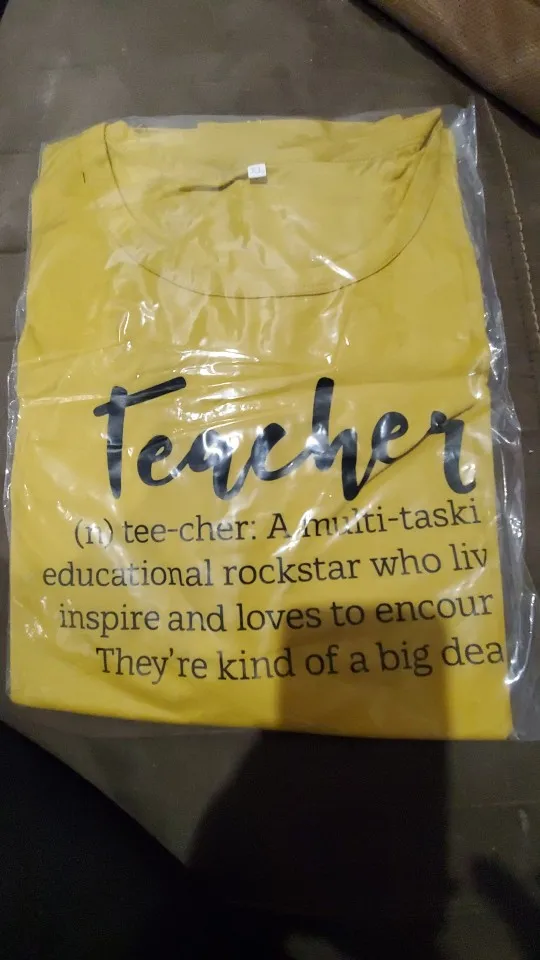 Teacher
(n) tee-cher: A multi-taski
educational rockstar who liv
inspire and loves to encour
They're kind of a big dea